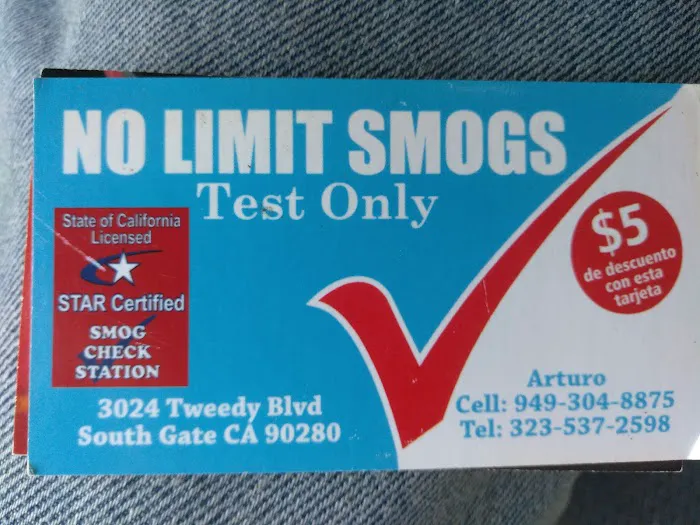 NO LIMIT SMOGS
Test Only
State of California
Licensed
STAR Certified
SMOG
CHECK
STATION
$5
de descuento
con esta
tarjeta
3024 Tweedy Blvd
South Gate CA 90280
Arturo
Cell: 949-304-8875
Tel: 323-537-2598